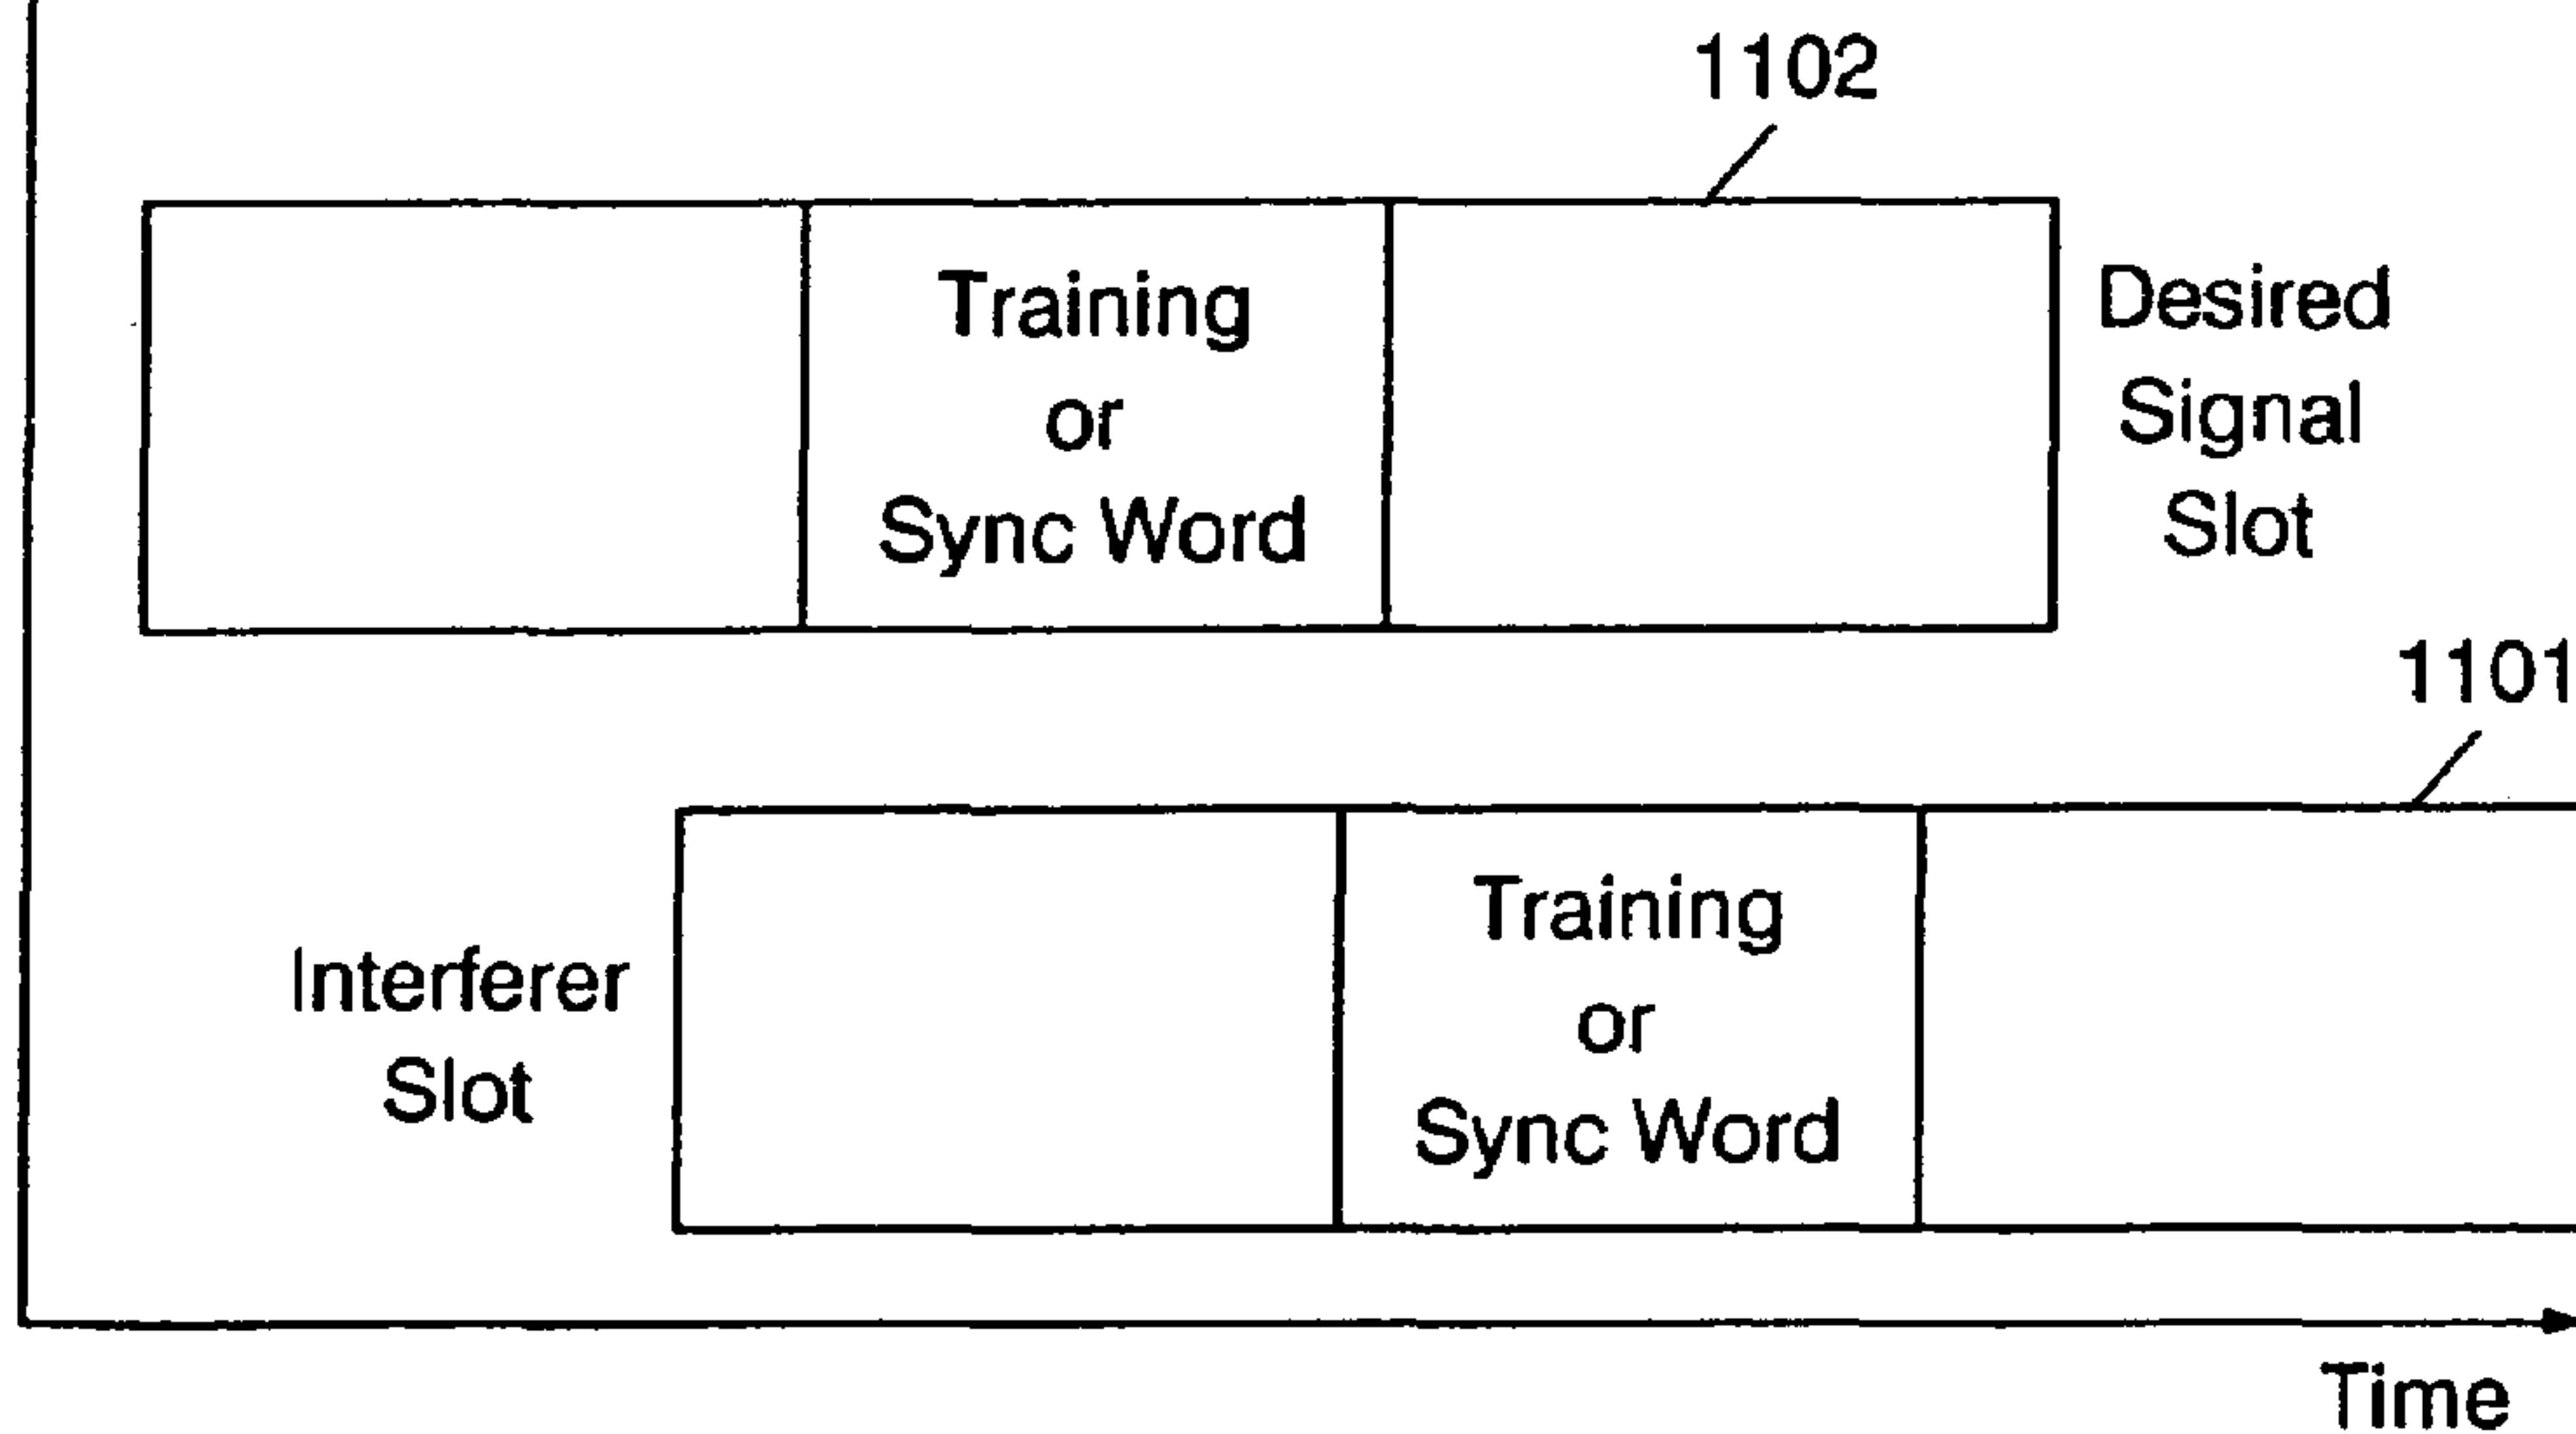 1102
Training
or
Sync Word
Desired
Signal
Slot
1101
Interferer
Slot
Training
or
Sync Word
Time